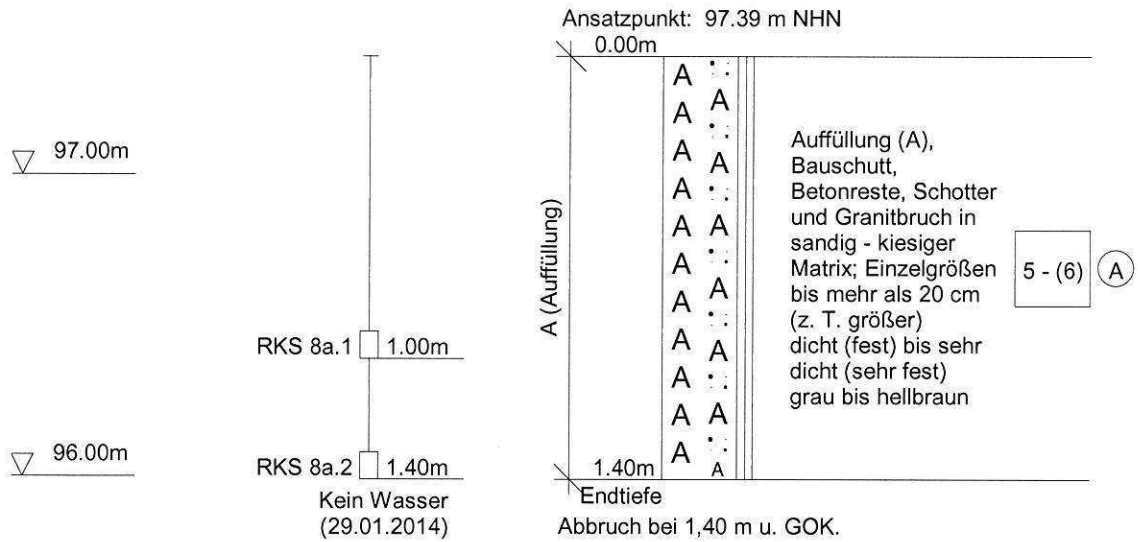 Ansatzpunkt: 97.39 m NHN
0.00m
97.00m
96.00m
RKS 8a.1
1.00m
RKS 8a.2
1.40m
Kein Wasser
(29.01.2014)
A (Auffüllung)
A
A A
A
A A
A
A A
A
A A
A
A A
A A
A
1.40m
A
Endtiefe
Abbruch bei 1,40 m u. GOK.
Auffüllung (A),
Bauschutt,
Betonreste, Schotter
und Granitbruch in
sandig - kiesiger
Matrix; Einzelgrößen
bis mehr als 20 cm
(z. T. größer)
dicht (fest) bis sehr
dicht (sehr fest)
grau bis hellbraun
5 - (6)
A